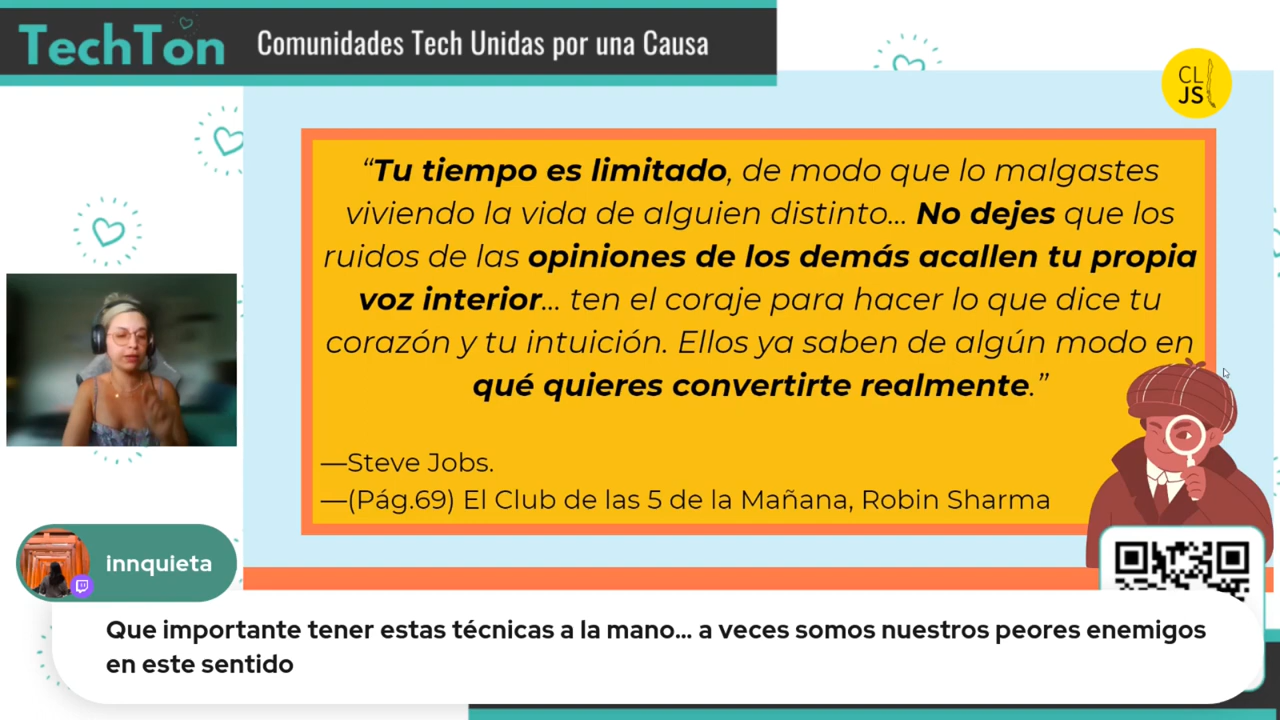 TechTon
Comunidades Tech Unidas por una Causa
CL
JS
“Tu tiempo es limitado, de modo que lo malgastes
viviendo la vida de alguien distinto... No dejes que los
ruidos de las opiniones de los demás acallen tu propia
voz interior... ten el coraje para hacer lo que dice tu
corazón y tu intuición. Ellos ya saben de algún modo en
qué quieres convertirte realmente.”
—Steve Jobs.
—(Pág.69) El Club de las 5 de la Mañana, Robin Sharma
innquieta
Que importante tener estas técnicas a la mano... a veces somos nuestros peores enemigos
en este sentido